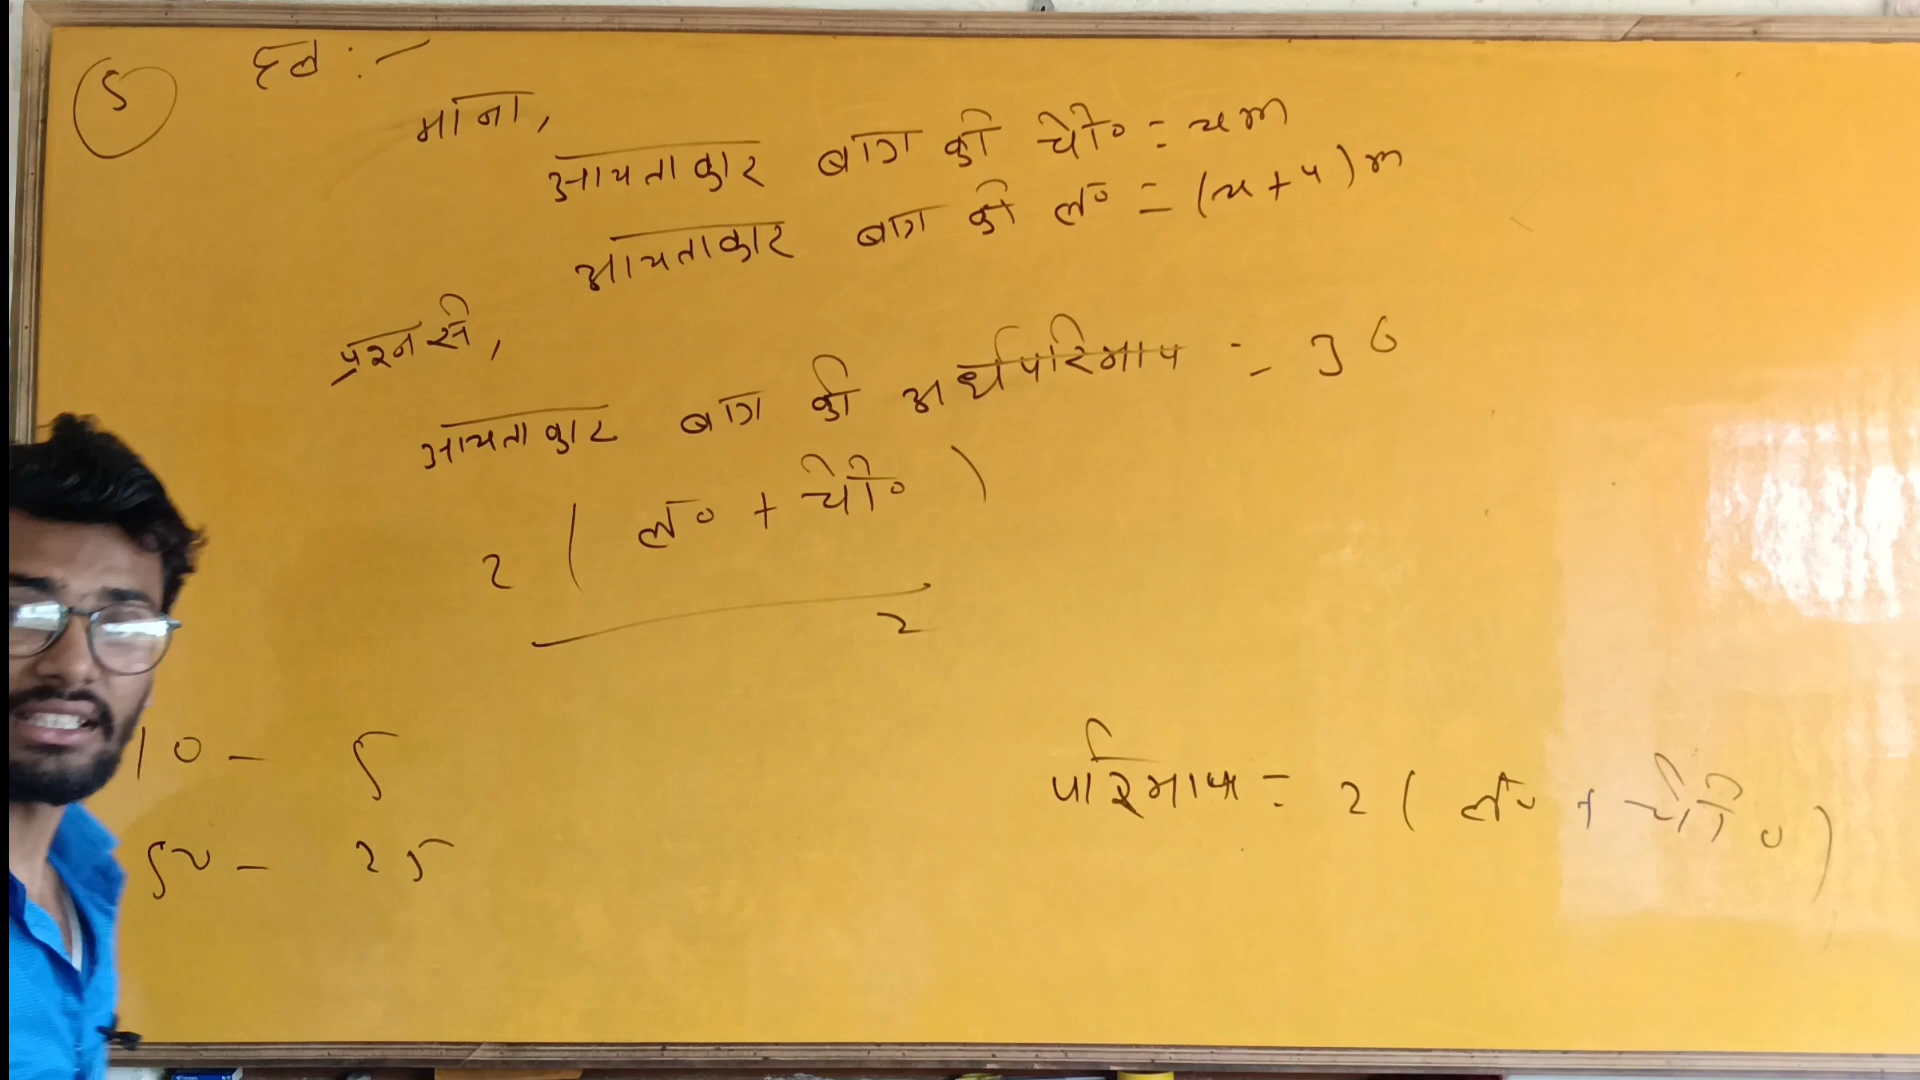 5 हल :-
माना,
आयताकार बाग की चौ० = x m
आयताकार बाग की ल० = (x + 4) m
प्रश्न से,
आयताकार बाग की अर्धपरिमाप = 36
2 ( ल० + चौ० )
2
10 - 5
50 - 25
परिमाप = 2 ( ल० + चौ० )